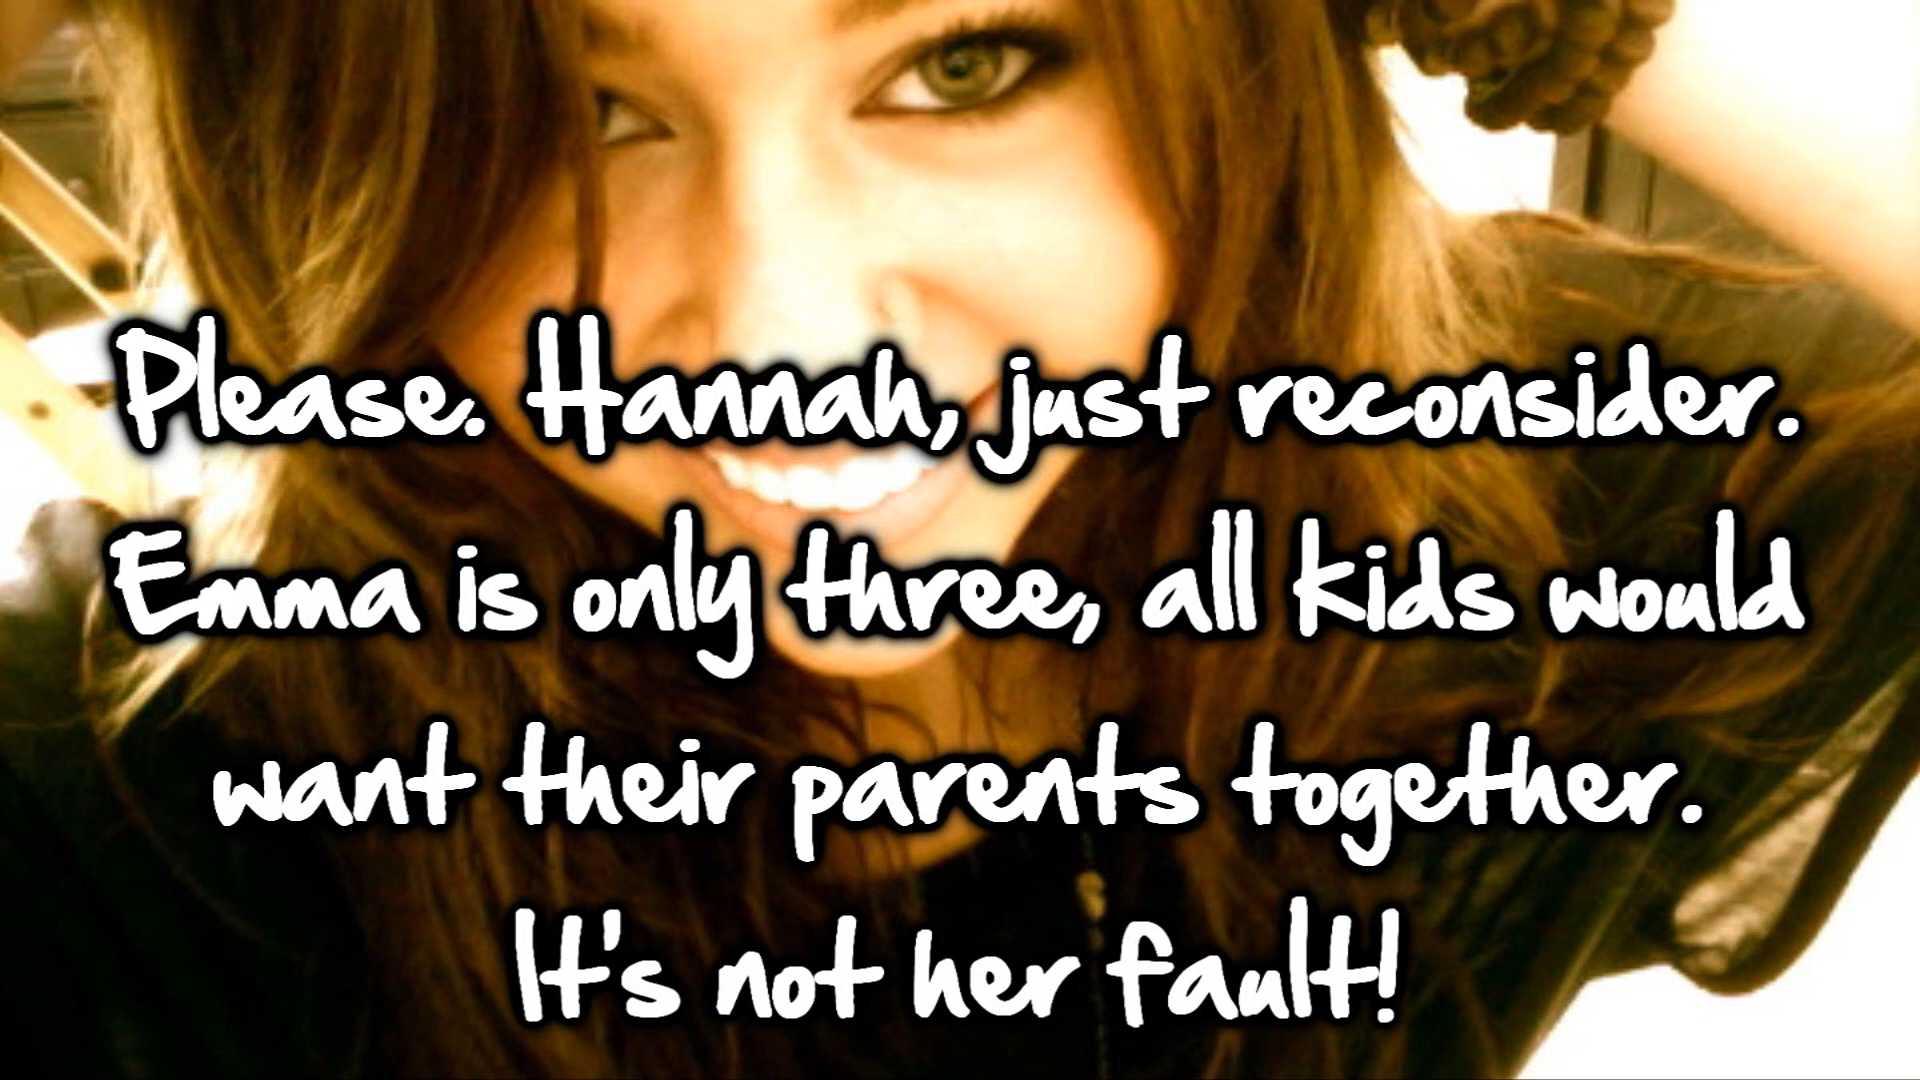 Please. Hannah, just reconsider.
Emma is only three, all kids would
want their parents together.
It's not her fault!